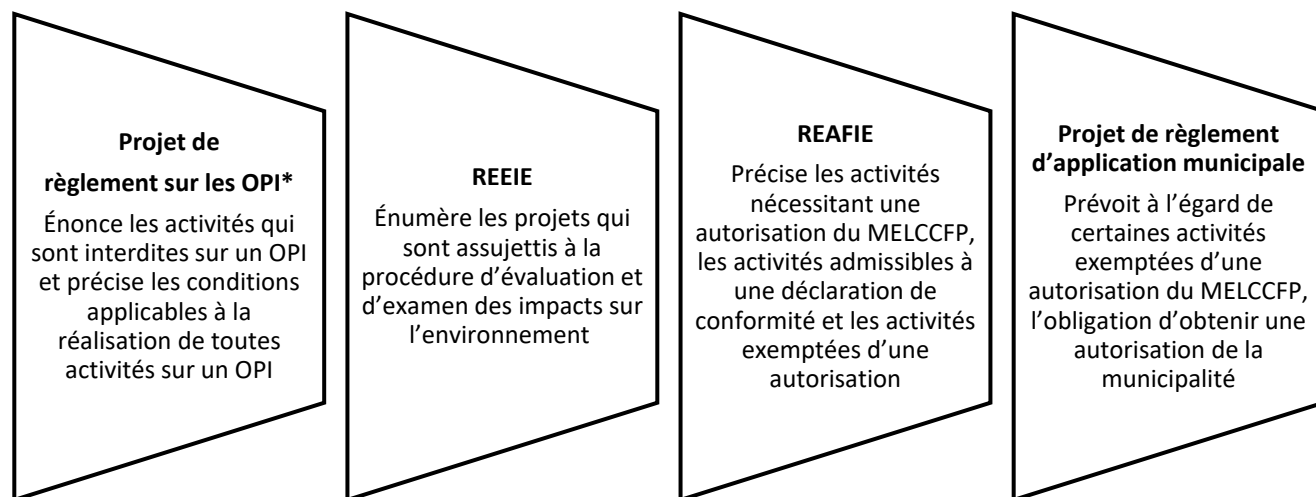 Projet de
règlement sur les OPI*
Énonce les activités qui
sont interdites sur un OPI
et précise les conditions
applicables à la
réalisation de toutes
activités sur un OPI
REEIE
Énumère les projets qui
sont assujettis à la
procédure d’évaluation et
d’examen des impacts sur
l’environnement
REAFIE
Précise les activités
nécessitant une
autorisation du MELCCFP,
les activités admissibles à
une déclaration de
conformité et les activités
exemptées d’une
autorisation
Projet de règlement
d’application municipale
Prévoit à l’égard de
certaines activités
exemptées d’une
autorisation du MELCCFP,
l’obligation d’obtenir une
autorisation de la
municipalité